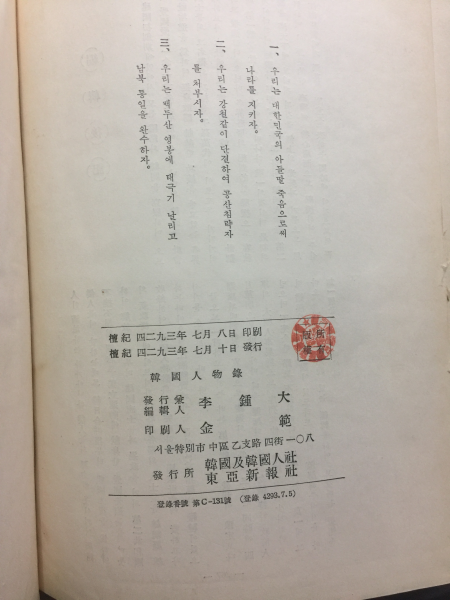 一、우리는 대한민국의 아들딸 죽음으로써
나라를 지키자。
二、우리는 강철같이 단결하여 공산침략자
를 처부시자。
三、우리는 백두산 영봉에 태극기 날리고
남북 통일을 완수하자。
檀紀 四二九三年 七月 八日 印刷
檀紀 四二九三年 七月 十日 發行
韓國人物錄
發行兼
編輯人 李鍾大
印刷人 金範
서울特別市 中區 乙支路 四街 一〇八
發行所 韓國及韓國人社
東亞新報社
登錄番號 第C-131號 (登錄 4293.7.5)